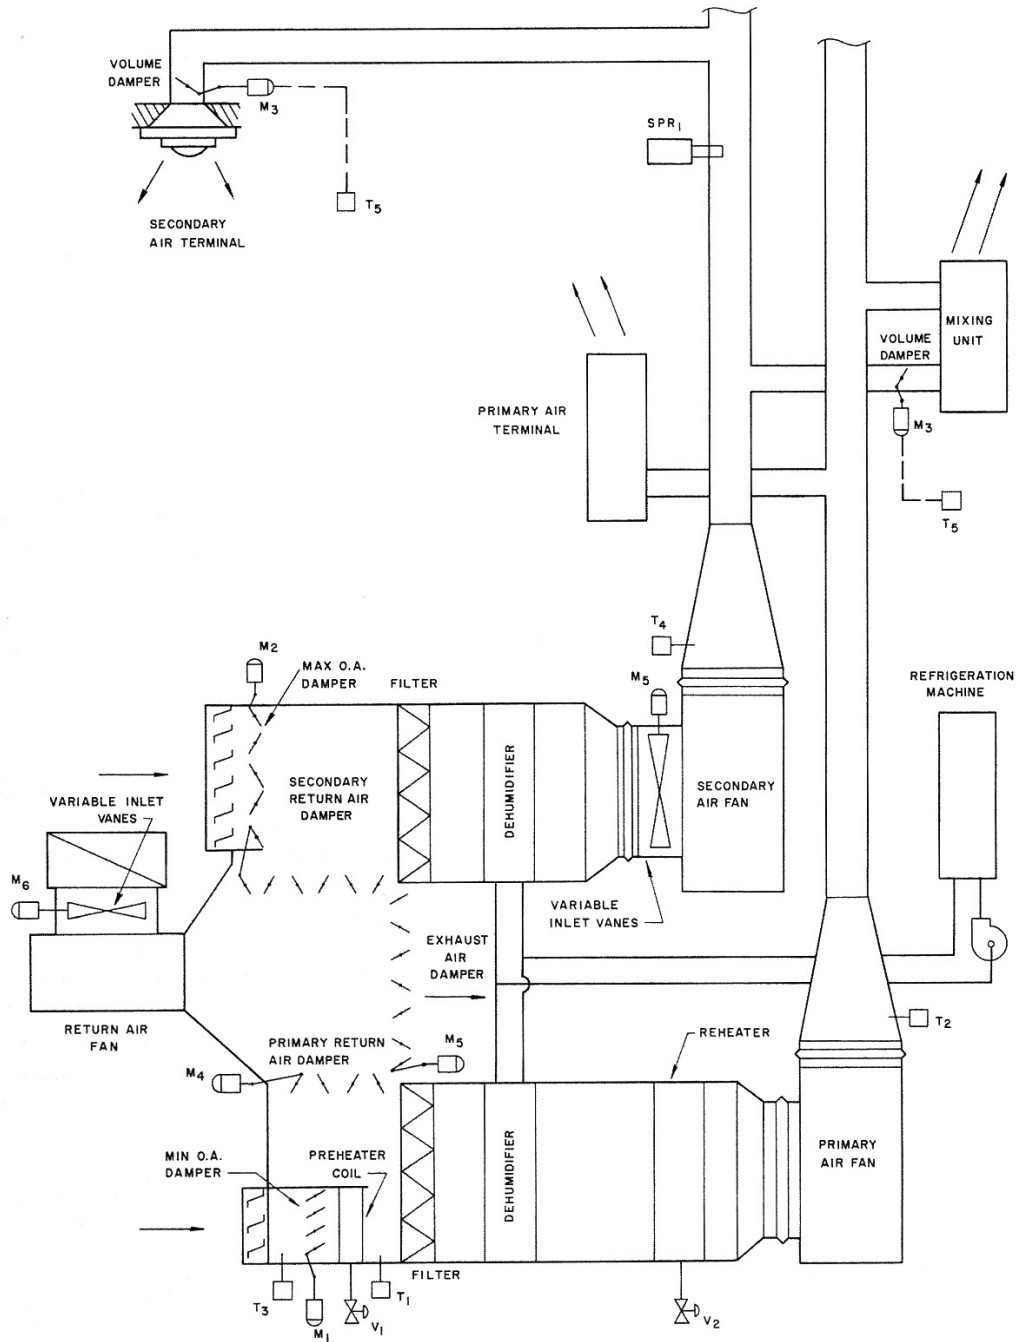 VOLUME
DAMPER
M3
T5
SECONDARY
AIR TERMINAL
SPR1
MIXING
UNIT
VOLUME
DAMPER
M3
T5
PRIMARY AIR
TERMINAL
T4
M2
MAX O.A.
DAMPER
FILTER
M5
REFRIGERATION
MACHINE
SECONDARY
RETURN AIR
DAMPER
DEHUMIDIFIER
SECONDARY
AIR FAN
VARIABLE INLET
VANES
M6
VARIABLE
INLET VANES
EXHAUST
AIR
DAMPER
RETURN AIR
FAN
T2
REHEATER
PRIMARY RETURN
AIR DAMPER
M5
M4
MIN O.A.
DAMPER
PREHEATER
COIL
DEHUMIDIFIER
PRIMARY
AIR FAN
FILTER
T3
M1
V1
T1
V2